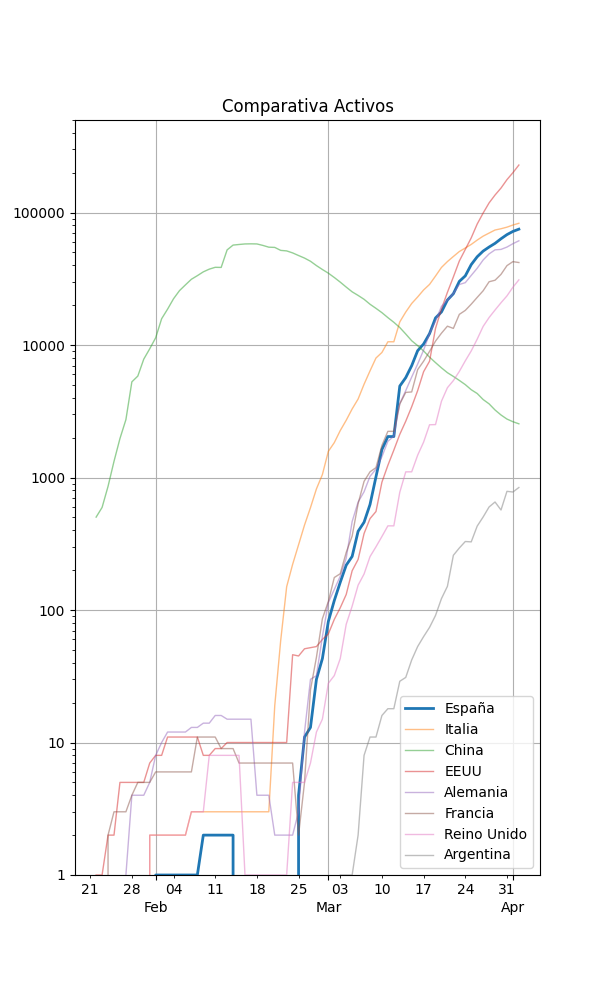 Comparativa Activos
100000
10000
1000
100
10
1
21 28 04 11 18 25 03 10 17 24 31
Feb Mar Apr
España
Italia
China
EEUU
Alemania
Francia
Reino Unido
Argentina